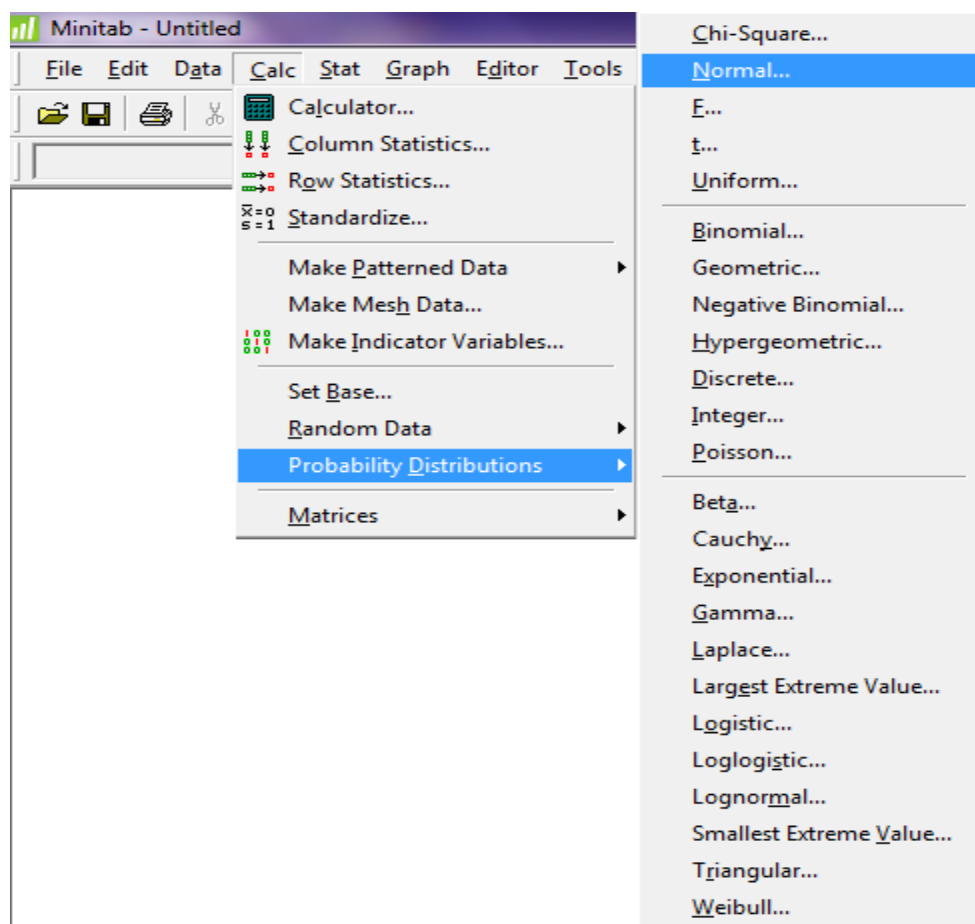 Minitab - Untitled
File Edit Data Calc Stat Graph Editor Tools
Calculator...
Column Statistics...
Row Statistics...
x̅=0
s=1
Standardize...
Make Patterned Data
Make Mesh Data...
Make Indicator Variables...
Set Base...
Random Data
Probability Distributions
Matrices
Chi-Square...
Normal...
F...
t...
Uniform...
Binomial...
Geometric...
Negative Binomial...
Hypergeometric...
Discrete...
Integer...
Poisson...
Beta...
Cauchy...
Exponential...
Gamma...
Laplace...
Largest Extreme Value...
Logistic...
Loglogistic...
Lognormal...
Smallest Extreme Value...
Triangular...
Weibull...